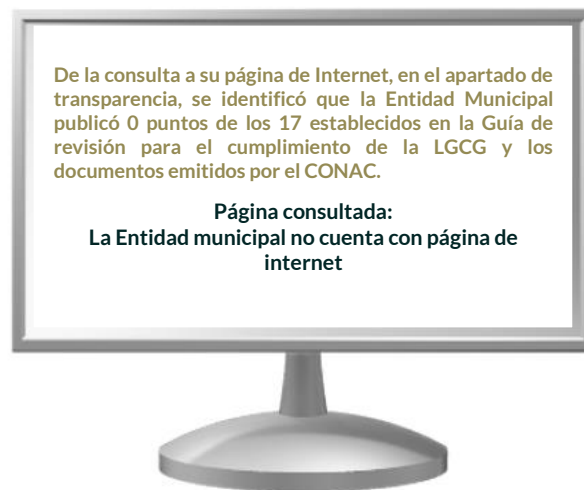 De la consulta a su página de Internet, en el apartado de
transparencia, se identificó que la Entidad Municipal
publicó 0 puntos de los 17 establecidos en la Guía de
revisión para el cumplimiento de la LGCG y los
documentos emitidos por el CONAC.
Página consultada:
La Entidad municipal no cuenta con página de
internet